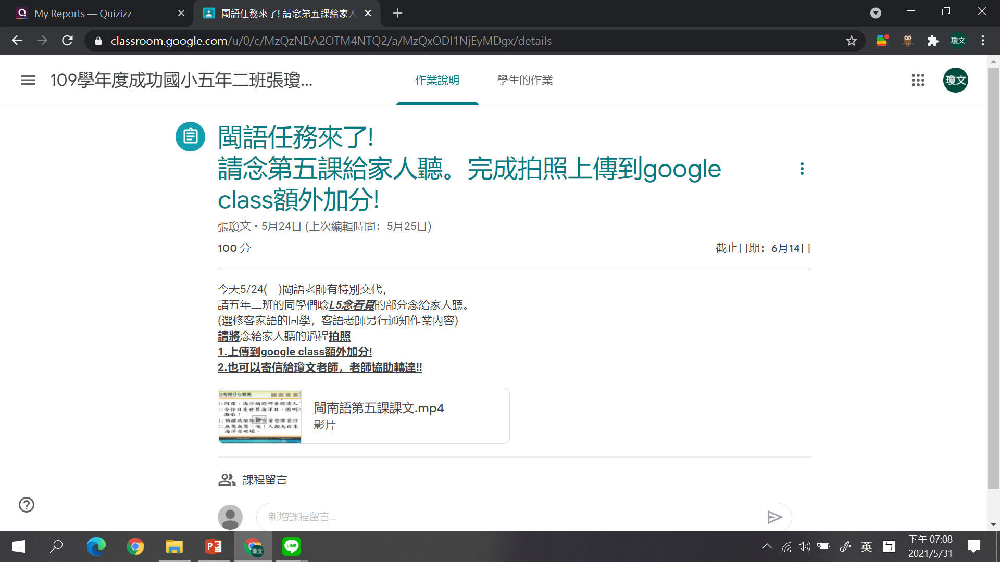 My Reports — Quizizz
閩語任務來了! 請念第五課給家人
classroom.google.com/u/0/c/MzQzNDA2OTM4NTQ2/a/MzQxODI1NjEyMDgx/details
瓊文
109學年度成功國小五年二班張瓊...
作業說明
學生的作業
瓊文
閩語任務來了!
請念第五課給家人聽。完成拍照上傳到google
class額外加分!
張瓊文 • 5月24日 (上次編輯時間：5月25日)
100 分
截止日期：6月14日
今天5/24(一)閩語老師有特別交代，
請五年二班的同學們唸L5念看覓的部分念給家人聽。
(選修客家語的同學，客語老師另行通知作業內容)
請將念給家人聽的過程拍照
1.上傳到google class額外加分!
2.也可以寄信給瓊文老師，老師協助轉達!!
閩南語第五課課文.mp4
影片
課程留言
新增課程留言...
瓊文
LINE
英
ㄅ
下午 07:08
2021/5/31